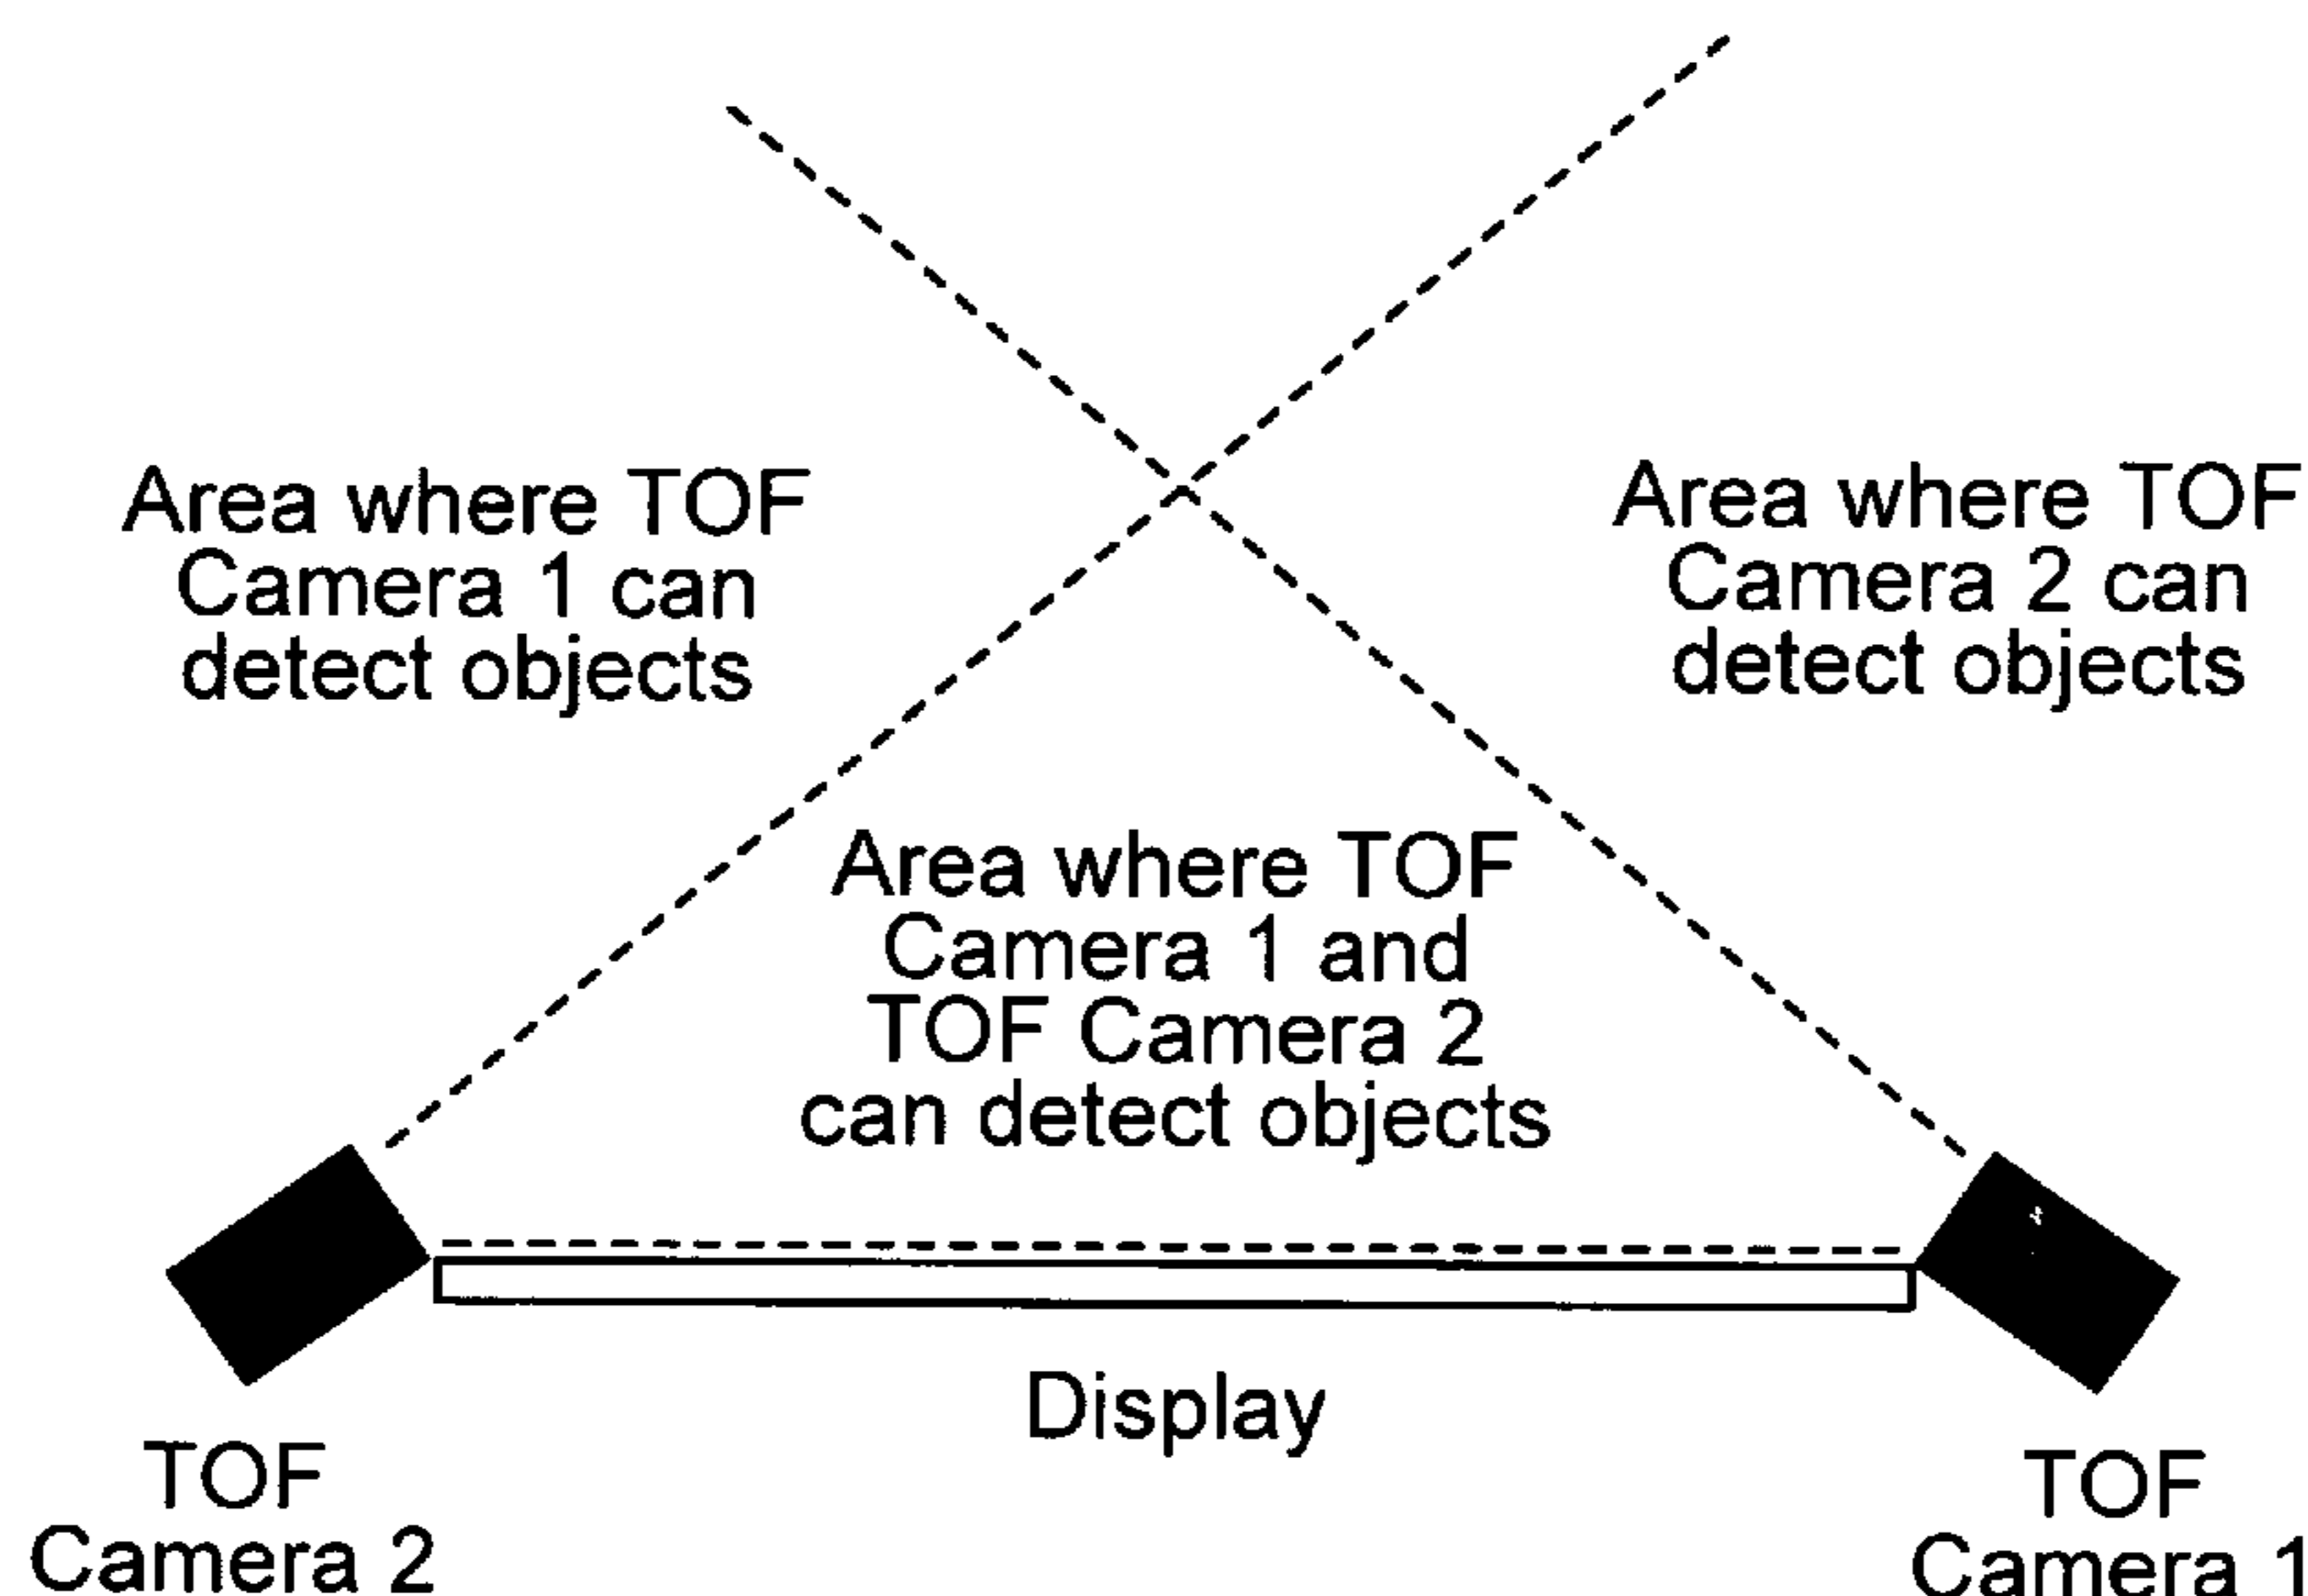 Area where TOF
Camera 1 can
detect objects
Area where TOF
Camera 2 can
detect objects
Area where TOF
Camera 1 and
TOF Camera 2
can detect objects
Display
TOF
Camera 2
TOF
Camera 1